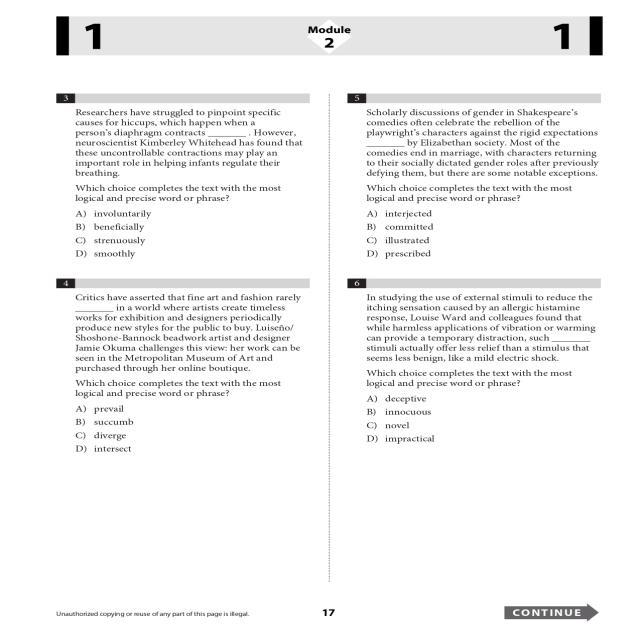 1
Module
2
1
3
Researchers have struggled to pinpoint specific
causes for hiccups, which happen when a
person’s diaphragm contracts ________ . However,
neuroscientist Kimberley Whitehead has found that
these uncontrollable contractions may play an
important role in helping infants regulate their
breathing.
Which choice completes the text with the most
logical and precise word or phrase?
A) involuntarily
B) beneficially
C) strenuously
D) smoothly
4
Critics have asserted that fine art and fashion rarely
________ in a world where artists create timeless
works for exhibition and designers periodically
produce new styles for the public to buy. Luiseño/
Shoshone-Bannock beadwork artist and designer
Jamie Okuma challenges this view: her work can be
seen in the Metropolitan Museum of Art and
purchased through her online boutique.
Which choice completes the text with the most
logical and precise word or phrase?
A) prevail
B) succumb
C) diverge
D) intersect
5
Scholarly discussions of gender in Shakespeare’s
comedies often celebrate the rebellion of the
playwright’s characters against the rigid expectations
________ by Elizabethan society. Most of the
comedies end in marriage, with characters returning
to their socially dictated gender roles after previously
defying them, but there are some notable exceptions.
Which choice completes the text with the most
logical and precise word or phrase?
A) interjected
B) committed
C) illustrated
D) prescribed
6
In studying the use of external stimuli to reduce the
itching sensation caused by an allergic histamine
response, Louise Ward and colleagues found that
while harmless applications of vibration or warming
can provide a temporary distraction, such ________
stimuli actually offer less relief than a stimulus that
seems less benign, like a mild electric shock.
Which choice completes the text with the most
logical and precise word or phrase?
A) deceptive
B) innocuous
C) novel
D) impractical
Unauthorized copying or reuse of any part of this page is illegal.
17
CONTINUE